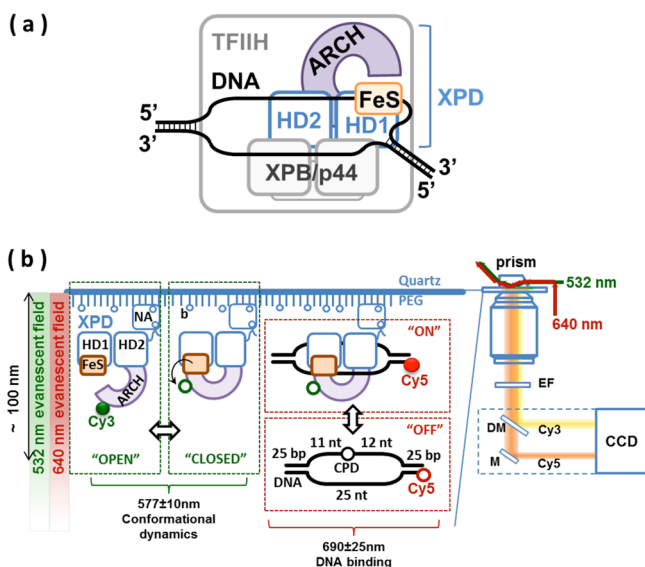 (a)
TFIIH
ARCH
DNA
FeS
XPD
5’
3’
HD2
HD1
XPB/p44
3’
5’
(b)
532 nm evanescent field
640 nm evanescent field
~ 100 nm
Quartz
PEG
prism
532 nm
640 nm
XPD
NA
b
HD1
HD2
FeS
ARCH
Cy3
“OPEN”
“CLOSED”
“ON”
Cy5
“OFF”
11 nt
12 nt
25 bp
25 bp
CPD
DNA
25 nt
Cy5
577±10nm
Conformational
dynamics
690±25nm
DNA binding
EF
DM
Cy3
M
Cy5
CCD